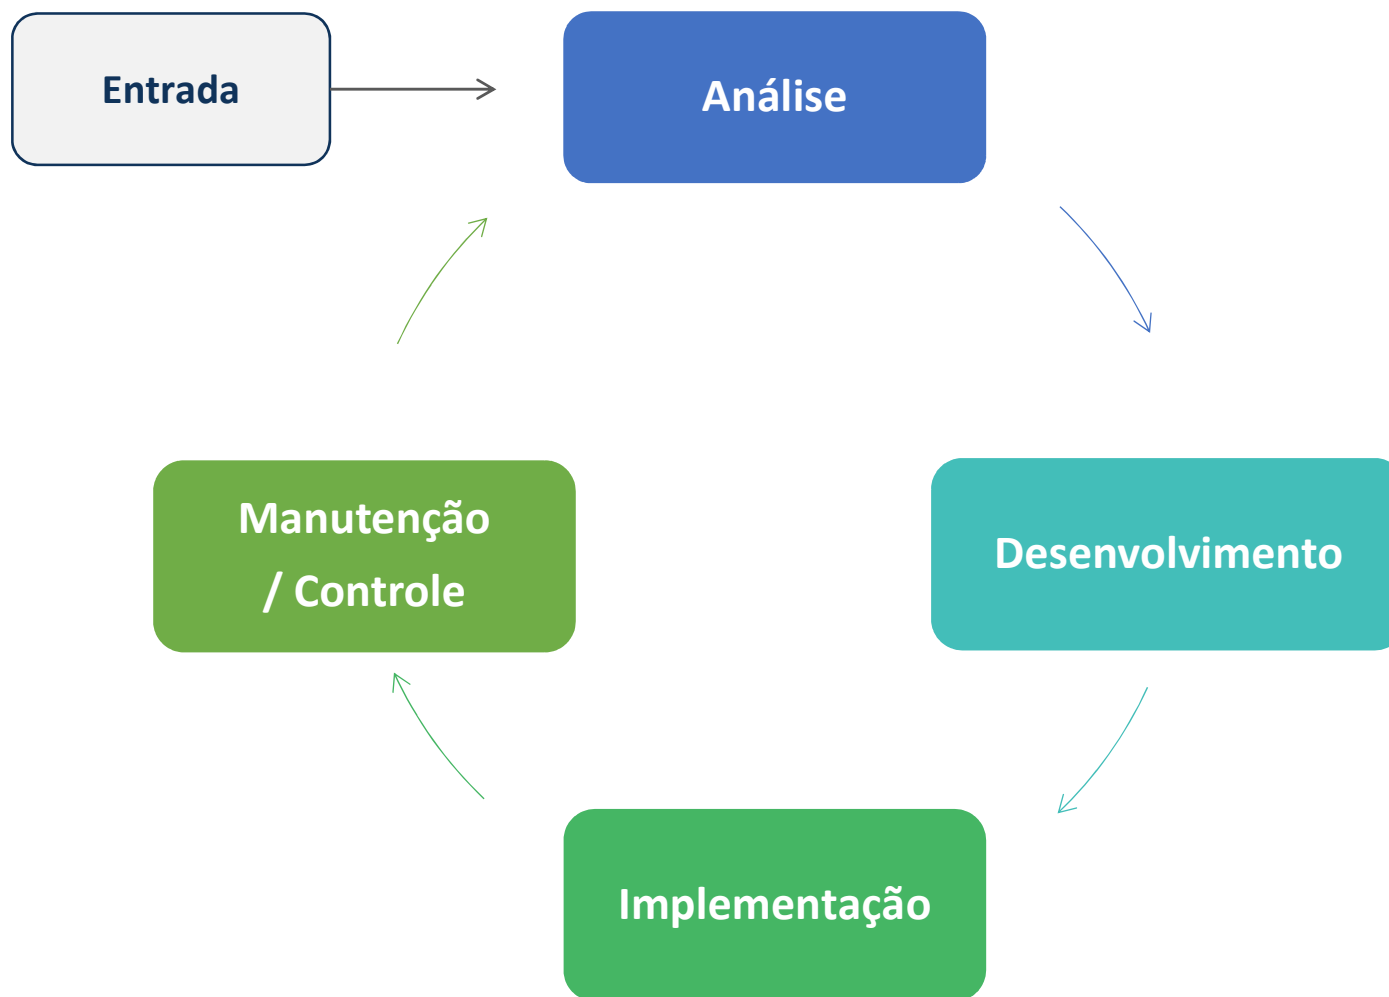 Entrada
Análise
Manutenção
/ Controle
Desenvolvimento
Implementação